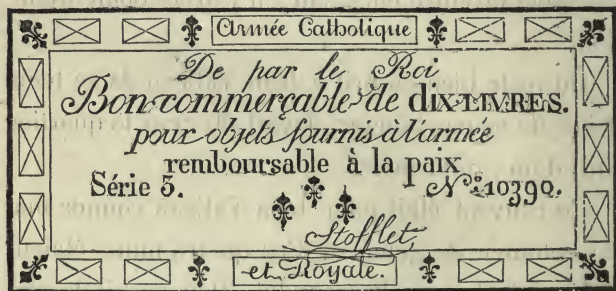 Armée Catholique
De par le Roi
Bon commerçable de DIX-LIVRES.
pour objets fournis à l'armée
remboursable à la paix
Série 3. N.º 10390.
Stofflet
et Royale.